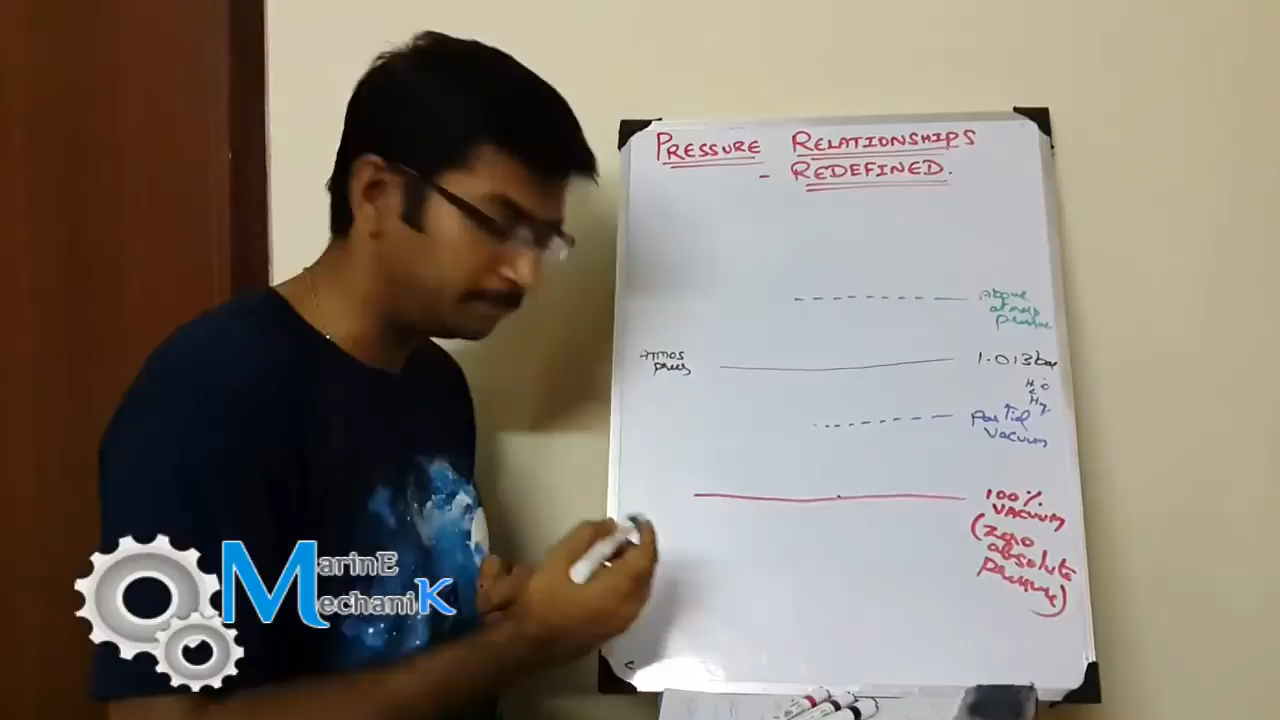 PRESSURE RELATIONSHIPS
- REDEFINED.
Above
atmos
pressure
ATMOS
press
1.013 bar
H2O
Hg
Partial
Vacuum
100%
VACUUM
(Zero
absolute
pressure)
MarinE
MechaniK